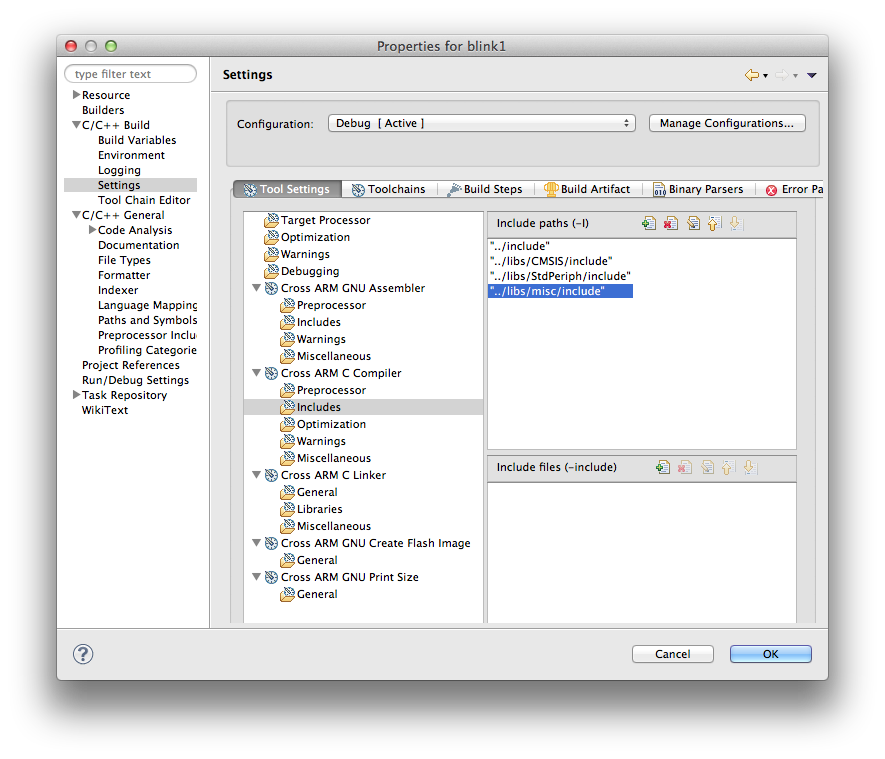 Properties for blink1
type filter text
Resource
Builders
C/C++ Build
Build Variables
Environment
Logging
Settings
Tool Chain Editor
C/C++ General
Code Analysis
Documentation
File Types
Formatter
Indexer
Language Mapping
Paths and Symbols
Preprocessor Inclu
Profiling Categorie
Project References
Run/Debug Settings
Task Repository
WikiText
Settings
Configuration:
Debug [ Active ]
Manage Configurations...
Tool Settings
Toolchains
Build Steps
Build Artifact
010
Binary Parsers
Error Pa
Target Processor
Optimization
Warnings
Debugging
Cross ARM GNU Assembler
Preprocessor
Includes
Warnings
Miscellaneous
Cross ARM C Compiler
Preprocessor
Includes
Optimization
Warnings
Miscellaneous
Cross ARM C Linker
General
Libraries
Miscellaneous
Cross ARM GNU Create Flash Image
General
Cross ARM GNU Print Size
General
Include paths (-I)
"../include"
"../libs/CMSIS/include"
"../libs/StdPeriph/include"
"../libs/misc/include"
Include files (-include)
?
Cancel
OK